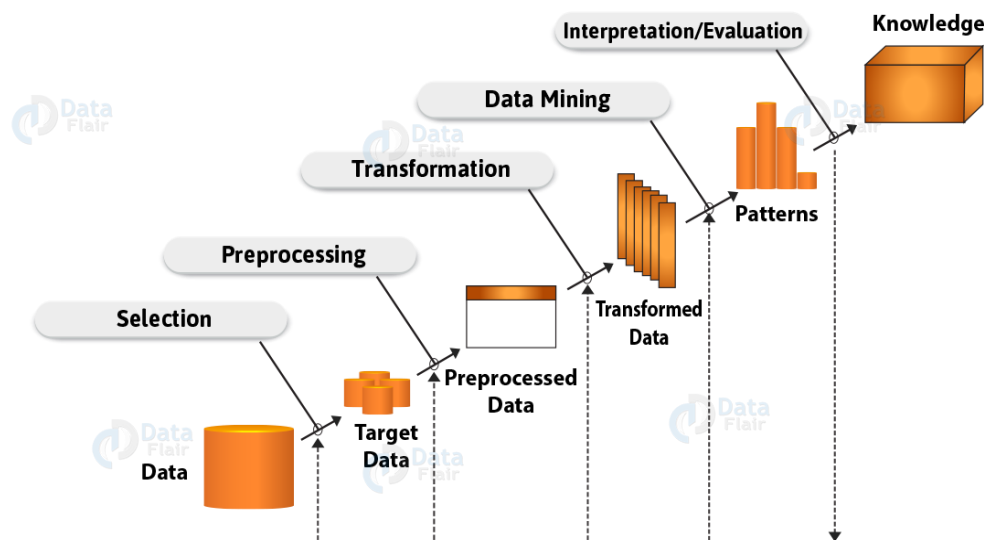 Knowledge
Interpretation/Evaluation
Data Mining
Data
Flair
Data
Flair
Data
Flair
Transformation
Patterns
Preprocessing
Transformed
Data
Selection
Preprocessed
Data
Target
Data
Data
Data
Flair
Data
Flair
Data
Flair